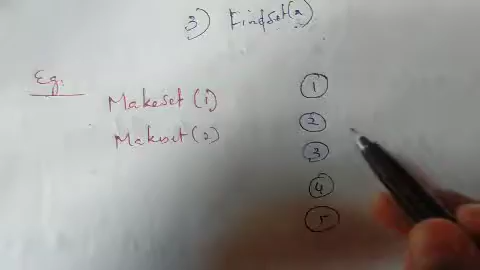 3) FindSet(x)
Eg:
MakeSet (1) 1
Makeset (2) 2
3
4
5